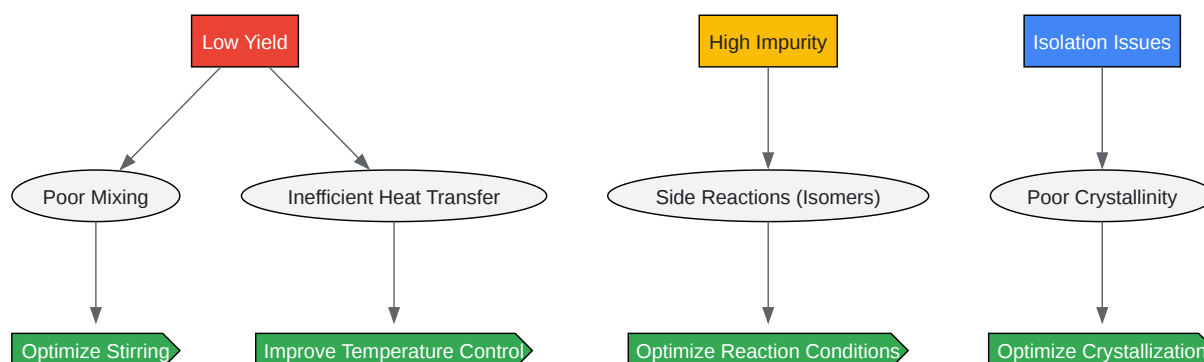 Low Yield
High Impurity
Isolation Issues
Poor Mixing
Inefficient Heat Transfer
Side Reactions (Isomers)
Poor Crystallinity
Optimize Stirring
Improve Temperature Control
Optimize Reaction Conditions
Optimize Crystallization